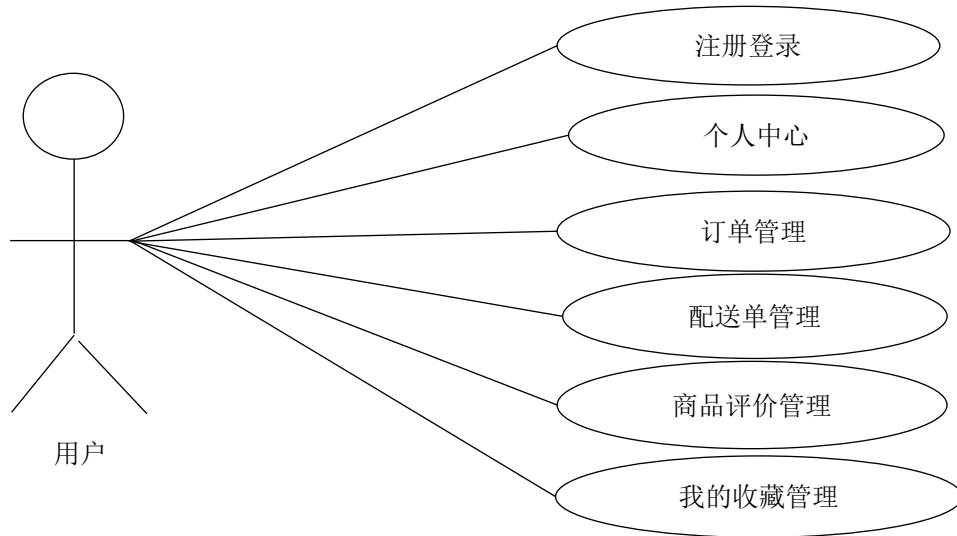 注册登录
个人中心
订单管理
配送单管理
商品评价管理
用户
我的收藏管理